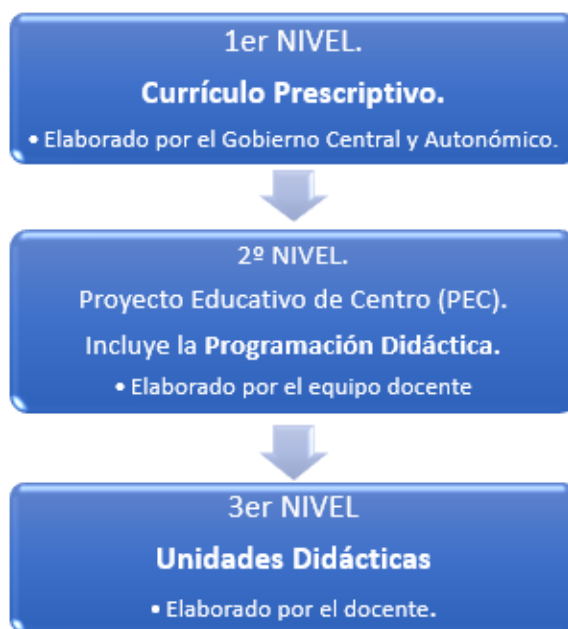 1er NIVEL.
Currículo Prescriptivo.
• Elaborado por el Gobierno Central y Autonómico.
2º NIVEL.
Proyecto Educativo de Centro (PEC).
Incluye la Programación Didáctica.
• Elaborado por el equipo docente
3er NIVEL
Unidades Didácticas
• Elaborado por el docente.